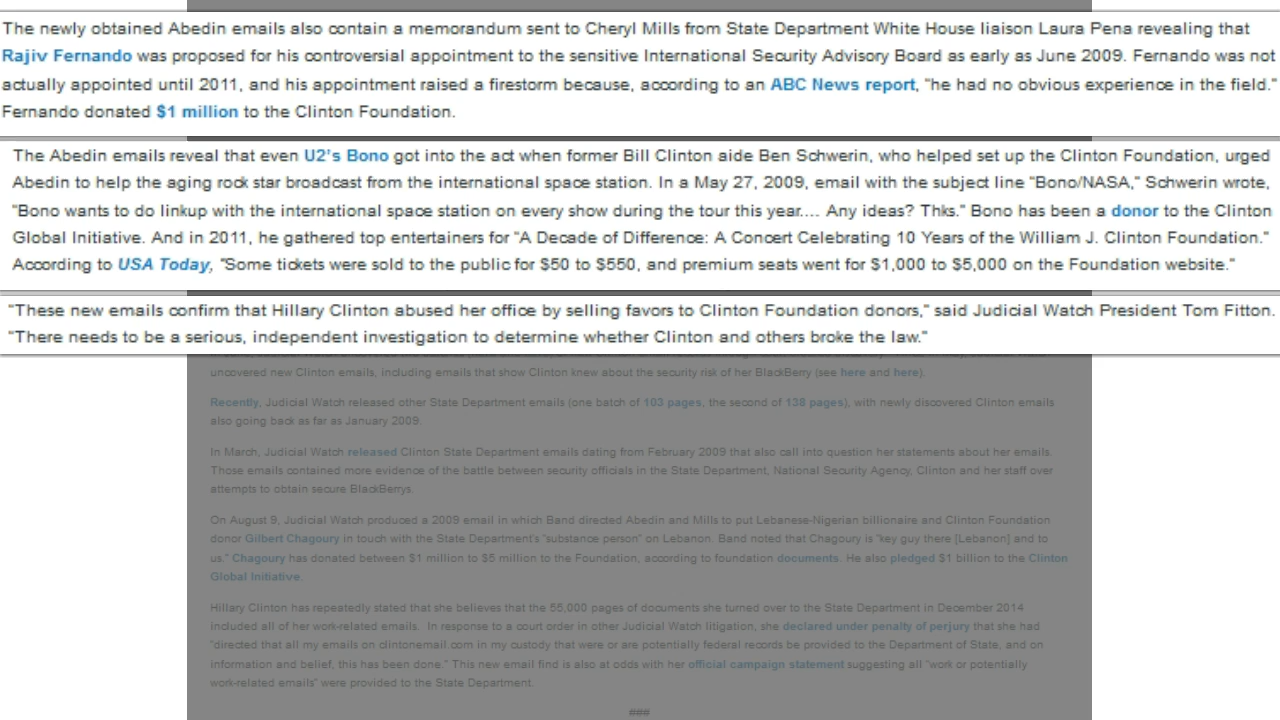 The newly obtained Abedin emails also contain a memorandum sent to Cheryl Mills from State Department White House liaison Laura Pena revealing that
Rajiv Fernando was proposed for his controversial appointment to the sensitive International Security Advisory Board as early as June 2009. Fernando was not
actually appointed until 2011, and his appointment raised a firestorm because, according to an ABC News report, "he had no obvious experience in the field."
Fernando donated $1 million to the Clinton Foundation.
The Abedin emails reveal that even U2's Bono got into the act when former Bill Clinton aide Ben Schwerin, who helped set up the Clinton Foundation, urged
Abedin to help the aging rock star broadcast from the international space station. In a May 27, 2009, email with the subject line "Bono/NASA," Schwerin wrote,
"Bono wants to do linkup with the international space station on every show during the tour this year.... Any ideas? Thks." Bono has been a donor to the Clinton
Global Initiative. And in 2011, he gathered top entertainers for "A Decade of Difference: A Concert Celebrating 10 Years of the William J. Clinton Foundation."
According to USA Today, "Some tickets were sold to the public for $50 to $550, and premium seats went for $1,000 to $5,000 on the Foundation website."
"These new emails confirm that Hillary Clinton abused her office by selling favors to Clinton Foundation donors," said Judicial Watch President Tom Fitton.
"There needs to be a serious, independent investigation to determine whether Clinton and others broke the law."
uncovered new Clinton emails, including emails that show Clinton knew about the security risk of her BlackBerry (see here and here).
Recently, Judicial Watch released other State Department emails (one batch of 103 pages, the second of 138 pages), with newly discovered Clinton emails
also going back as far as January 2009.
In March, Judicial Watch released Clinton State Department emails dating from February 2009 that also call into question her statements about her emails.
Those emails contained more evidence of the battle between security officials in the State Department, National Security Agency, Clinton and her staff over
attempts to obtain secure BlackBerrys.
On August 9, Judicial Watch produced a 2009 email in which Band directed Abedin and Mills to put Lebanese-Nigerian billionaire and Clinton Foundation
donor Gilbert Chagoury in touch with the State Department's "substance person" on Lebanon. Band noted that Chagoury is "key guy there [Lebanon] and to
us." Chagoury has donated between $1 million to $5 million to the Foundation, according to foundation documents. He also pledged $1 billion to the Clinton
Global Initiative.
Hillary Clinton has repeatedly stated that she believes that the 55,000 pages of documents she turned over to the State Department in December 2014
included all of her work-related emails. In response to a court order in other Judicial Watch litigation, she declared under penalty of perjury that she had
"directed that all my emails on clintonemail.com in my custody that were or are potentially federal records be provided to the Department of State, and on
information and belief, this has been done." This new email find is also at odds with her official campaign statement suggesting all "work or potentially
work-related emails" were provided to the State Department.
###